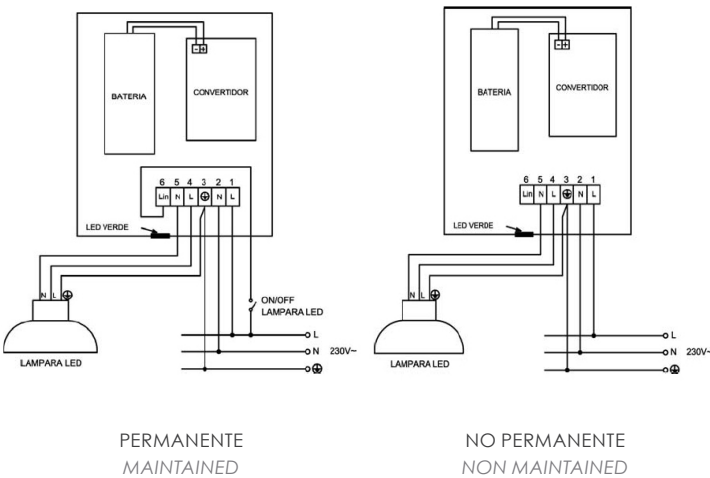 BATERIA
CONVERTIDOR
- +
6 5 4 3 2 1
Lin N L ⏚ N L
LED VERDE
N L ⏚
LAMPARA LED
ON/OFF
LAMPARA LED
L
N 230V~
⏚
PERMANENTE
MAINTAINED
BATERIA
CONVERTIDOR
- +
6 5 4 3 2 1
Lin N L ⏚ N L
LED VERDE
N L ⏚
LAMPARA LED
L
N 230V~
⏚
NO PERMANENTE
NON MAINTAINED